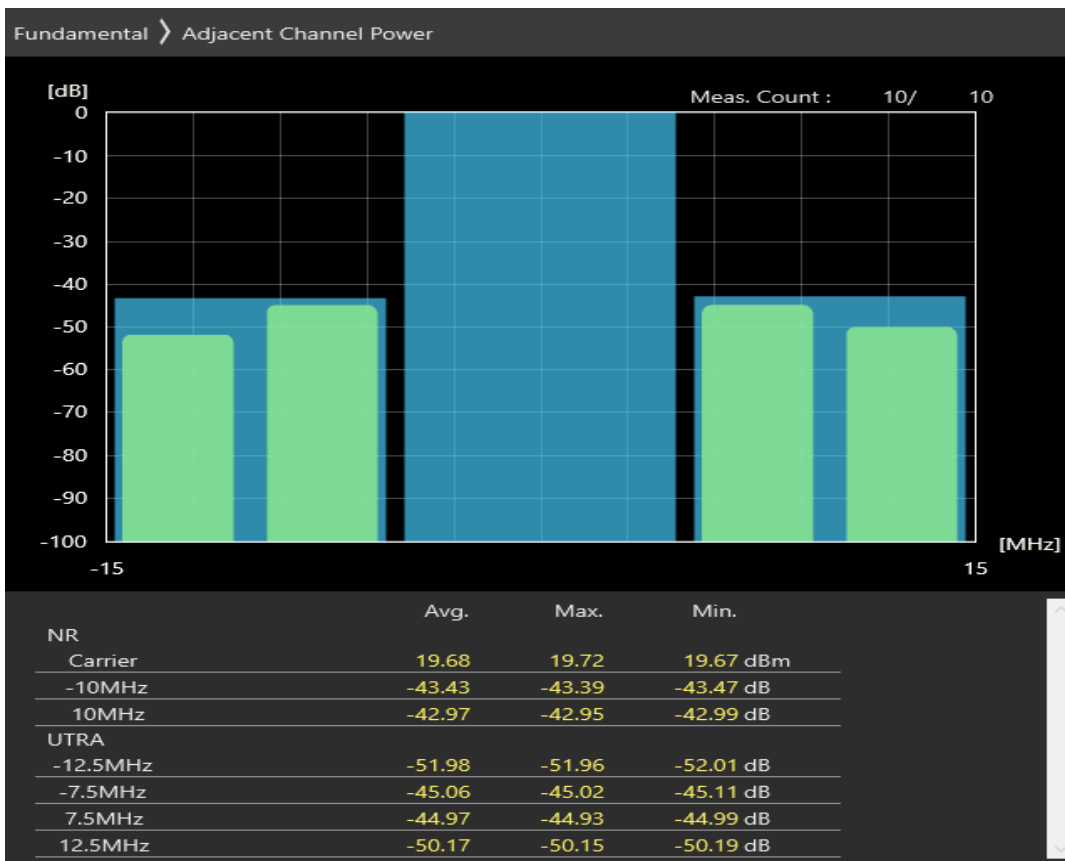 Fundamental 〉 Adjacent Channel Power
[dB]
Meas. Count : 10/ 10
0
-10
-20
-30
-40
-50
-60
-70
-80
-90
-100
[MHz]
-15 15
Avg. Max. Min.
NR
Carrier 19.68 19.72 19.67 dBm
-10MHz -43.43 -43.39 -43.47 dB
10MHz -42.97 -42.95 -42.99 dB
UTRA
-12.5MHz -51.98 -51.96 -52.01 dB
-7.5MHz -45.06 -45.02 -45.11 dB
7.5MHz -44.97 -44.93 -44.99 dB
12.5MHz -50.17 -50.15 -50.19 dB